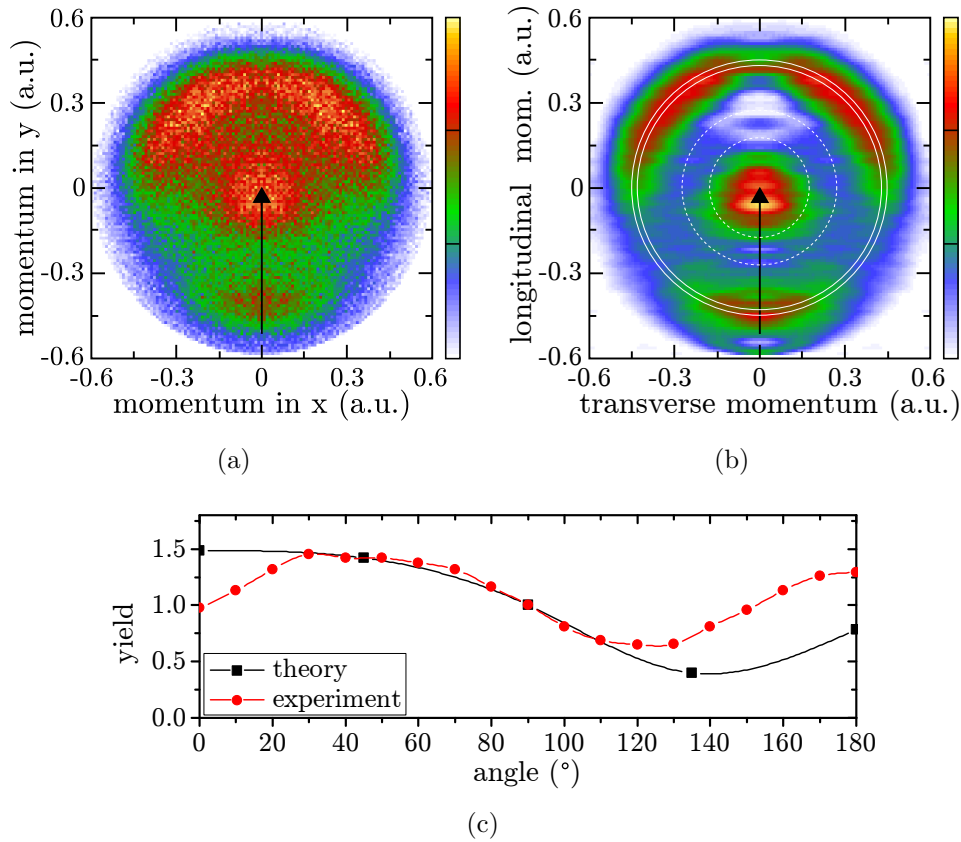 0.6
0.3
0
-0.3
-0.6
momentum in y (a.u.)
-0.6 -0.3 0 0.3 0.6
momentum in x (a.u.)
(a)
0.6
0.3
0
-0.3
-0.6
longitudinal mom. (a.u.)
-0.6 -0.3 0 0.3 0.6
transverse momentum (a.u.)
(b)
1.5
1.0
0.5
0.0
yield
theory
experiment
0 20 40 60 80 100 120 140 160 180
angle (°)
(c)